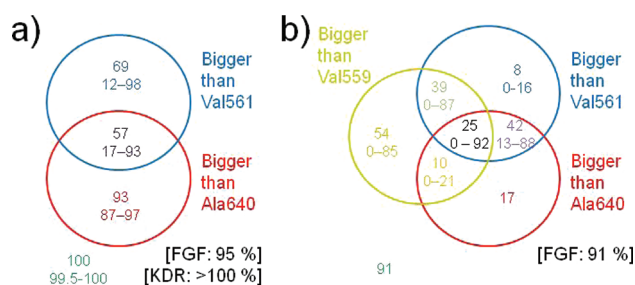 a)
69
12–98
Bigger
than
Val561
57
17–93
93
87–97
Bigger
than
Ala640
100
99.5-100
[FGF: 95 %]
[KDR: >100 %]
b)
Bigger
than
Val559
39
0–87
8
0-16
Bigger
than
Val561
54
0–85
25
0–92
42
13–88
10
0–21
17
Bigger
than
Ala640
91
[FGF: 91 %]